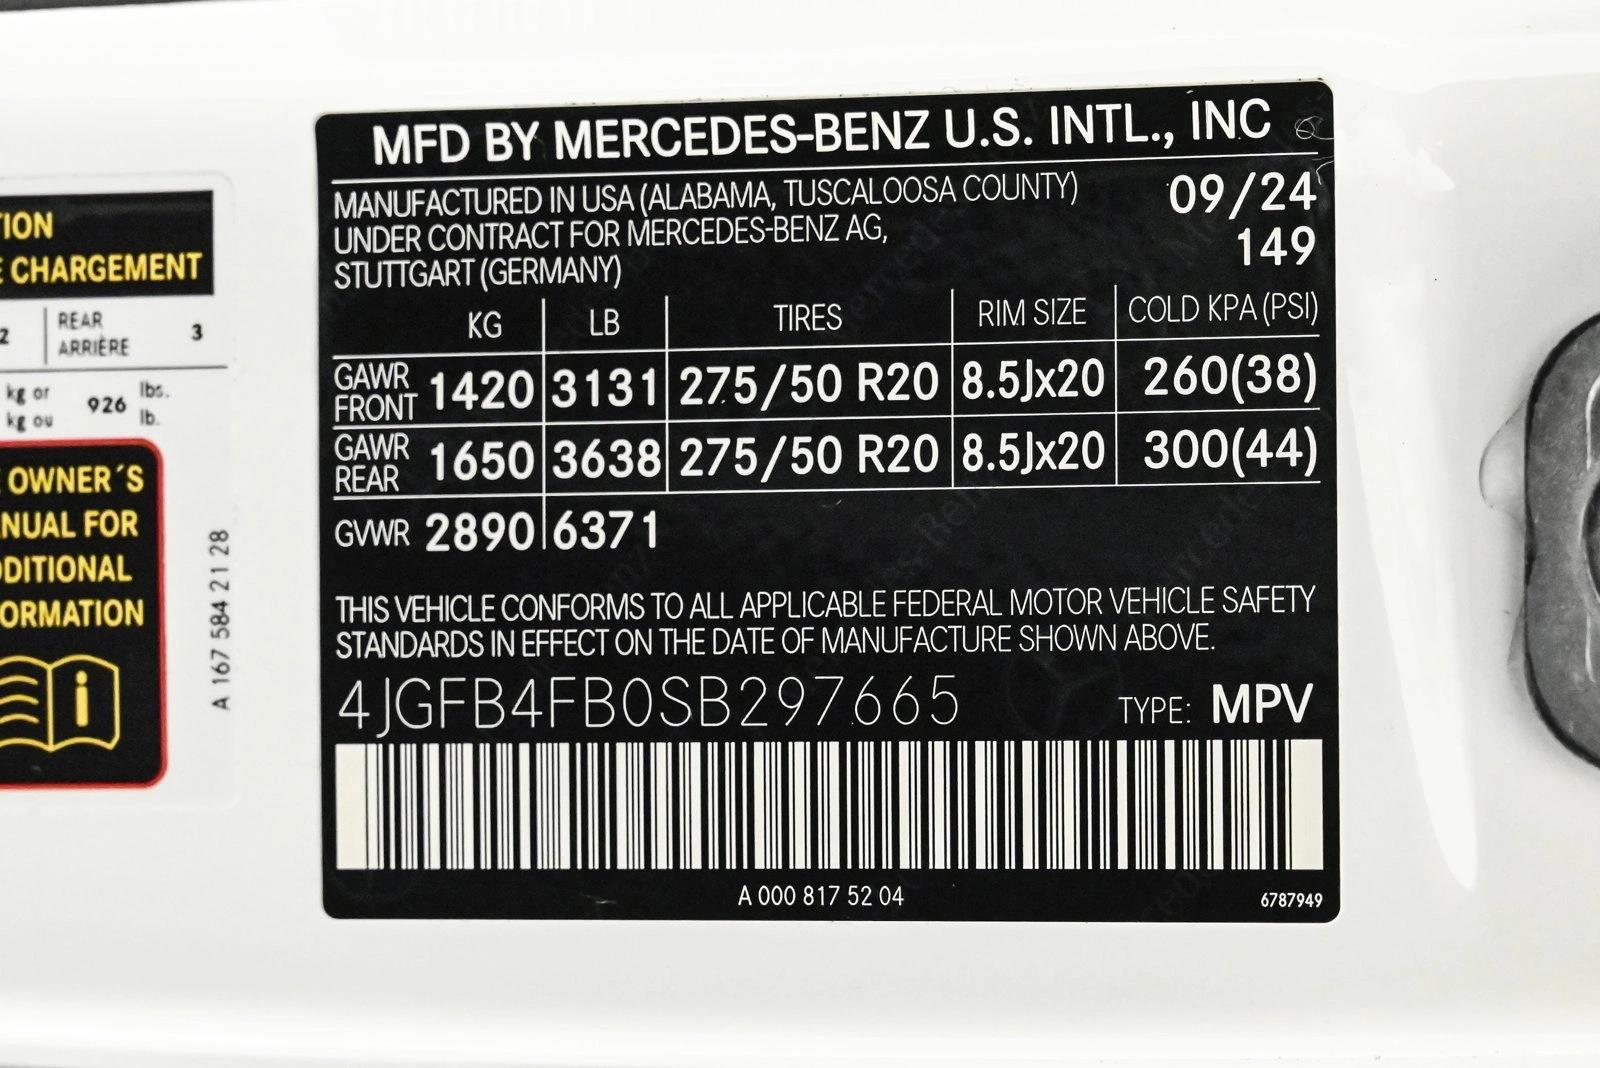 MFD BY MERCEDES-BENZ U.S. INTL., INC
MANUFACTURED IN USA (ALABAMA, TUSCALOOSA COUNTY)
UNDER CONTRACT FOR MERCEDES-BENZ AG,
STUTTGART (GERMANY)
09/24
149
KG LB TIRES RIM SIZE COLD KPA (PSI)
GAWR FRONT 1420 3131 275/50 R20 8.5Jx20 260(38)
GAWR REAR 1650 3638 275/50 R20 8.5Jx20 300(44)
GVWR 2890 6371
THIS VEHICLE CONFORMS TO ALL APPLICABLE FEDERAL MOTOR VEHICLE SAFETY
STANDARDS IN EFFECT ON THE DATE OF MANUFACTURE SHOWN ABOVE.
4JGFB4FB0SB297665 TYPE: MPV
A 000 817 52 04
6787949
TION
E CHARGEMENT
2 REAR
ARRIÈRE 3
kg or 926 lbs.
kg ou lb.
OWNER´S
ANUAL FOR
DDITIONAL
FORMATION
i
A 167 584 21 28